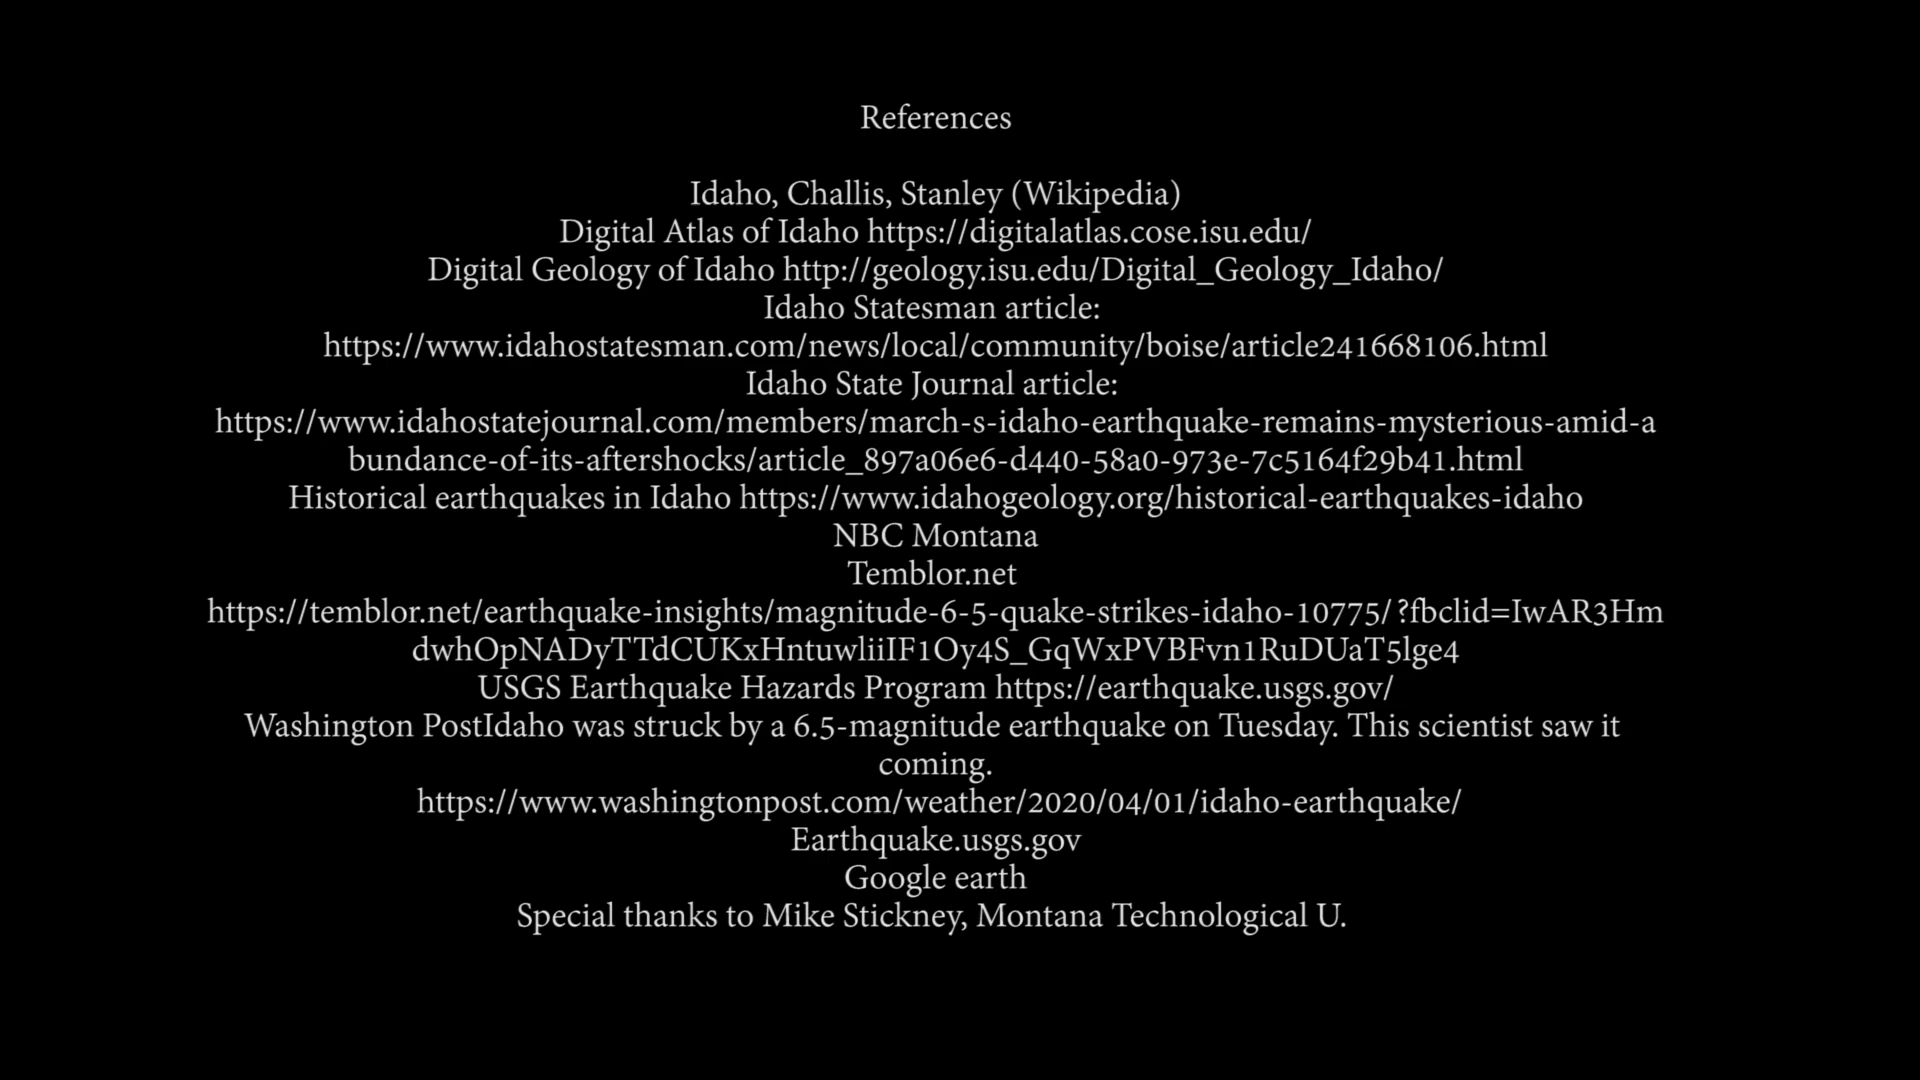 References
Idaho, Challis, Stanley (Wikipedia)
Digital Atlas of Idaho https://digitalatlas.cose.isu.edu/
Digital Geology of Idaho http://geology.isu.edu/Digital_Geology_Idaho/
Idaho Statesman article:
https://www.idahostatesman.com/news/local/community/boise/article241668106.html
Idaho State Journal article:
https://www.idahostatejournal.com/members/march-s-idaho-earthquake-remains-mysterious-amid-a
bundance-of-its-aftershocks/article_897a06e6-d440-58a0-973e-7c5164f29b41.html
Historical earthquakes in Idaho https://www.idahogeology.org/historical-earthquakes-idaho
NBC Montana
Temblor.net
https://temblor.net/earthquake-insights/magnitude-6-5-quake-strikes-idaho-10775/?fbclid=IwAR3Hm
dwhOpNADyTTdCUKxHntuwliiIF1Oy4S_GqWxPVBFvn1RuDUaT5lge4
USGS Earthquake Hazards Program https://earthquake.usgs.gov/
Washington PostIdaho was struck by a 6.5-magnitude earthquake on Tuesday. This scientist saw it
coming.
https://www.washingtonpost.com/weather/2020/04/01/idaho-earthquake/
Earthquake.usgs.gov
Google earth
Special thanks to Mike Stickney, Montana Technological U.